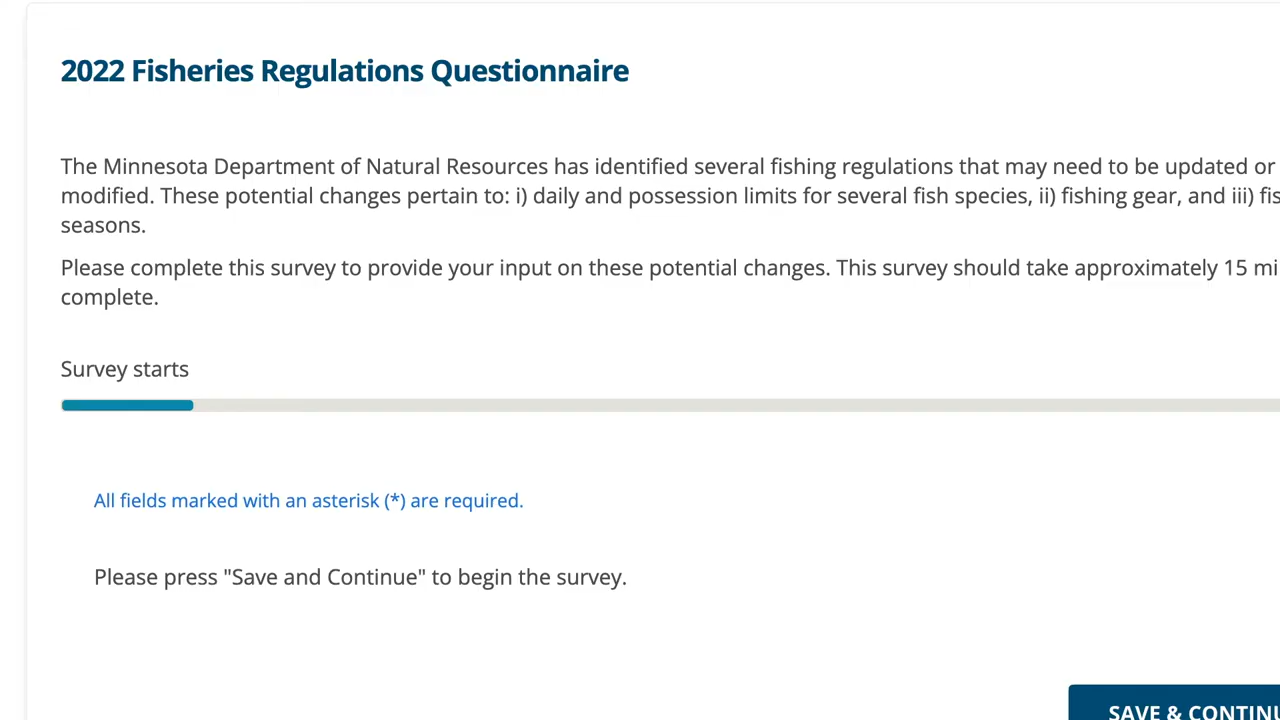 2022 Fisheries Regulations Questionnaire
The Minnesota Department of Natural Resources has identified several fishing regulations that may need to be updated or
modified. These potential changes pertain to: i) daily and possession limits for several fish species, ii) fishing gear, and iii)
seasons.
Please complete this survey to provide your input on these potential changes. This survey should take approximately 15
complete.
Survey starts
All fields marked with an asterisk (*) are required.
Please press "Save and Continue" to begin the survey.
SAVE &